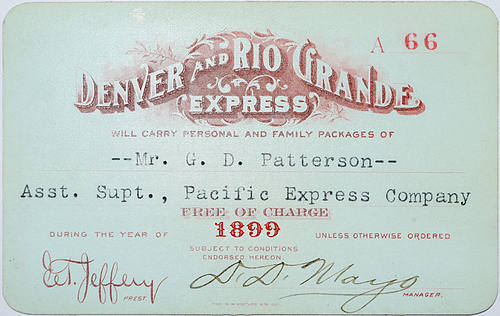 A 66
DENVER AND RIO GRANDE
EXPRESS
WILL CARRY PERSONAL AND FAMILY PACKAGES OF
--Mr. G. D. Patterson--
Asst. Supt., Pacific Express Company
FREE OF CHARGE
DURING THE YEAR OF 1899 UNLESS OTHERWISE ORDERED
SUBJECT TO CONDITIONS
ENDORSED HEREON.
E.T. Jeffery D. D. Mayo
PREST. MANAGER.